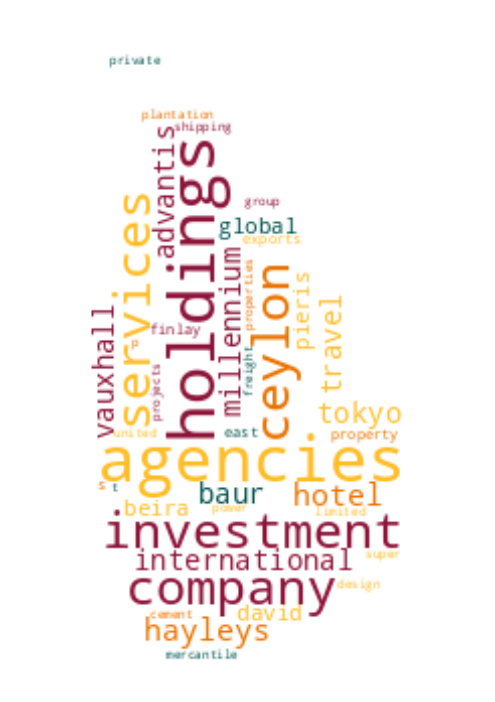 private
plantation
shipping
advantis
holdings
services
group
global
exports
millennium
properties
ceylon
pieris
travel
vauxhall
finlay
p
projects
freight
tokyo
united
east
property
agencies
s
t
baur
hotel
beira
power
limited
investment
international
super
company
design
cement
david
hayleys
mercantile